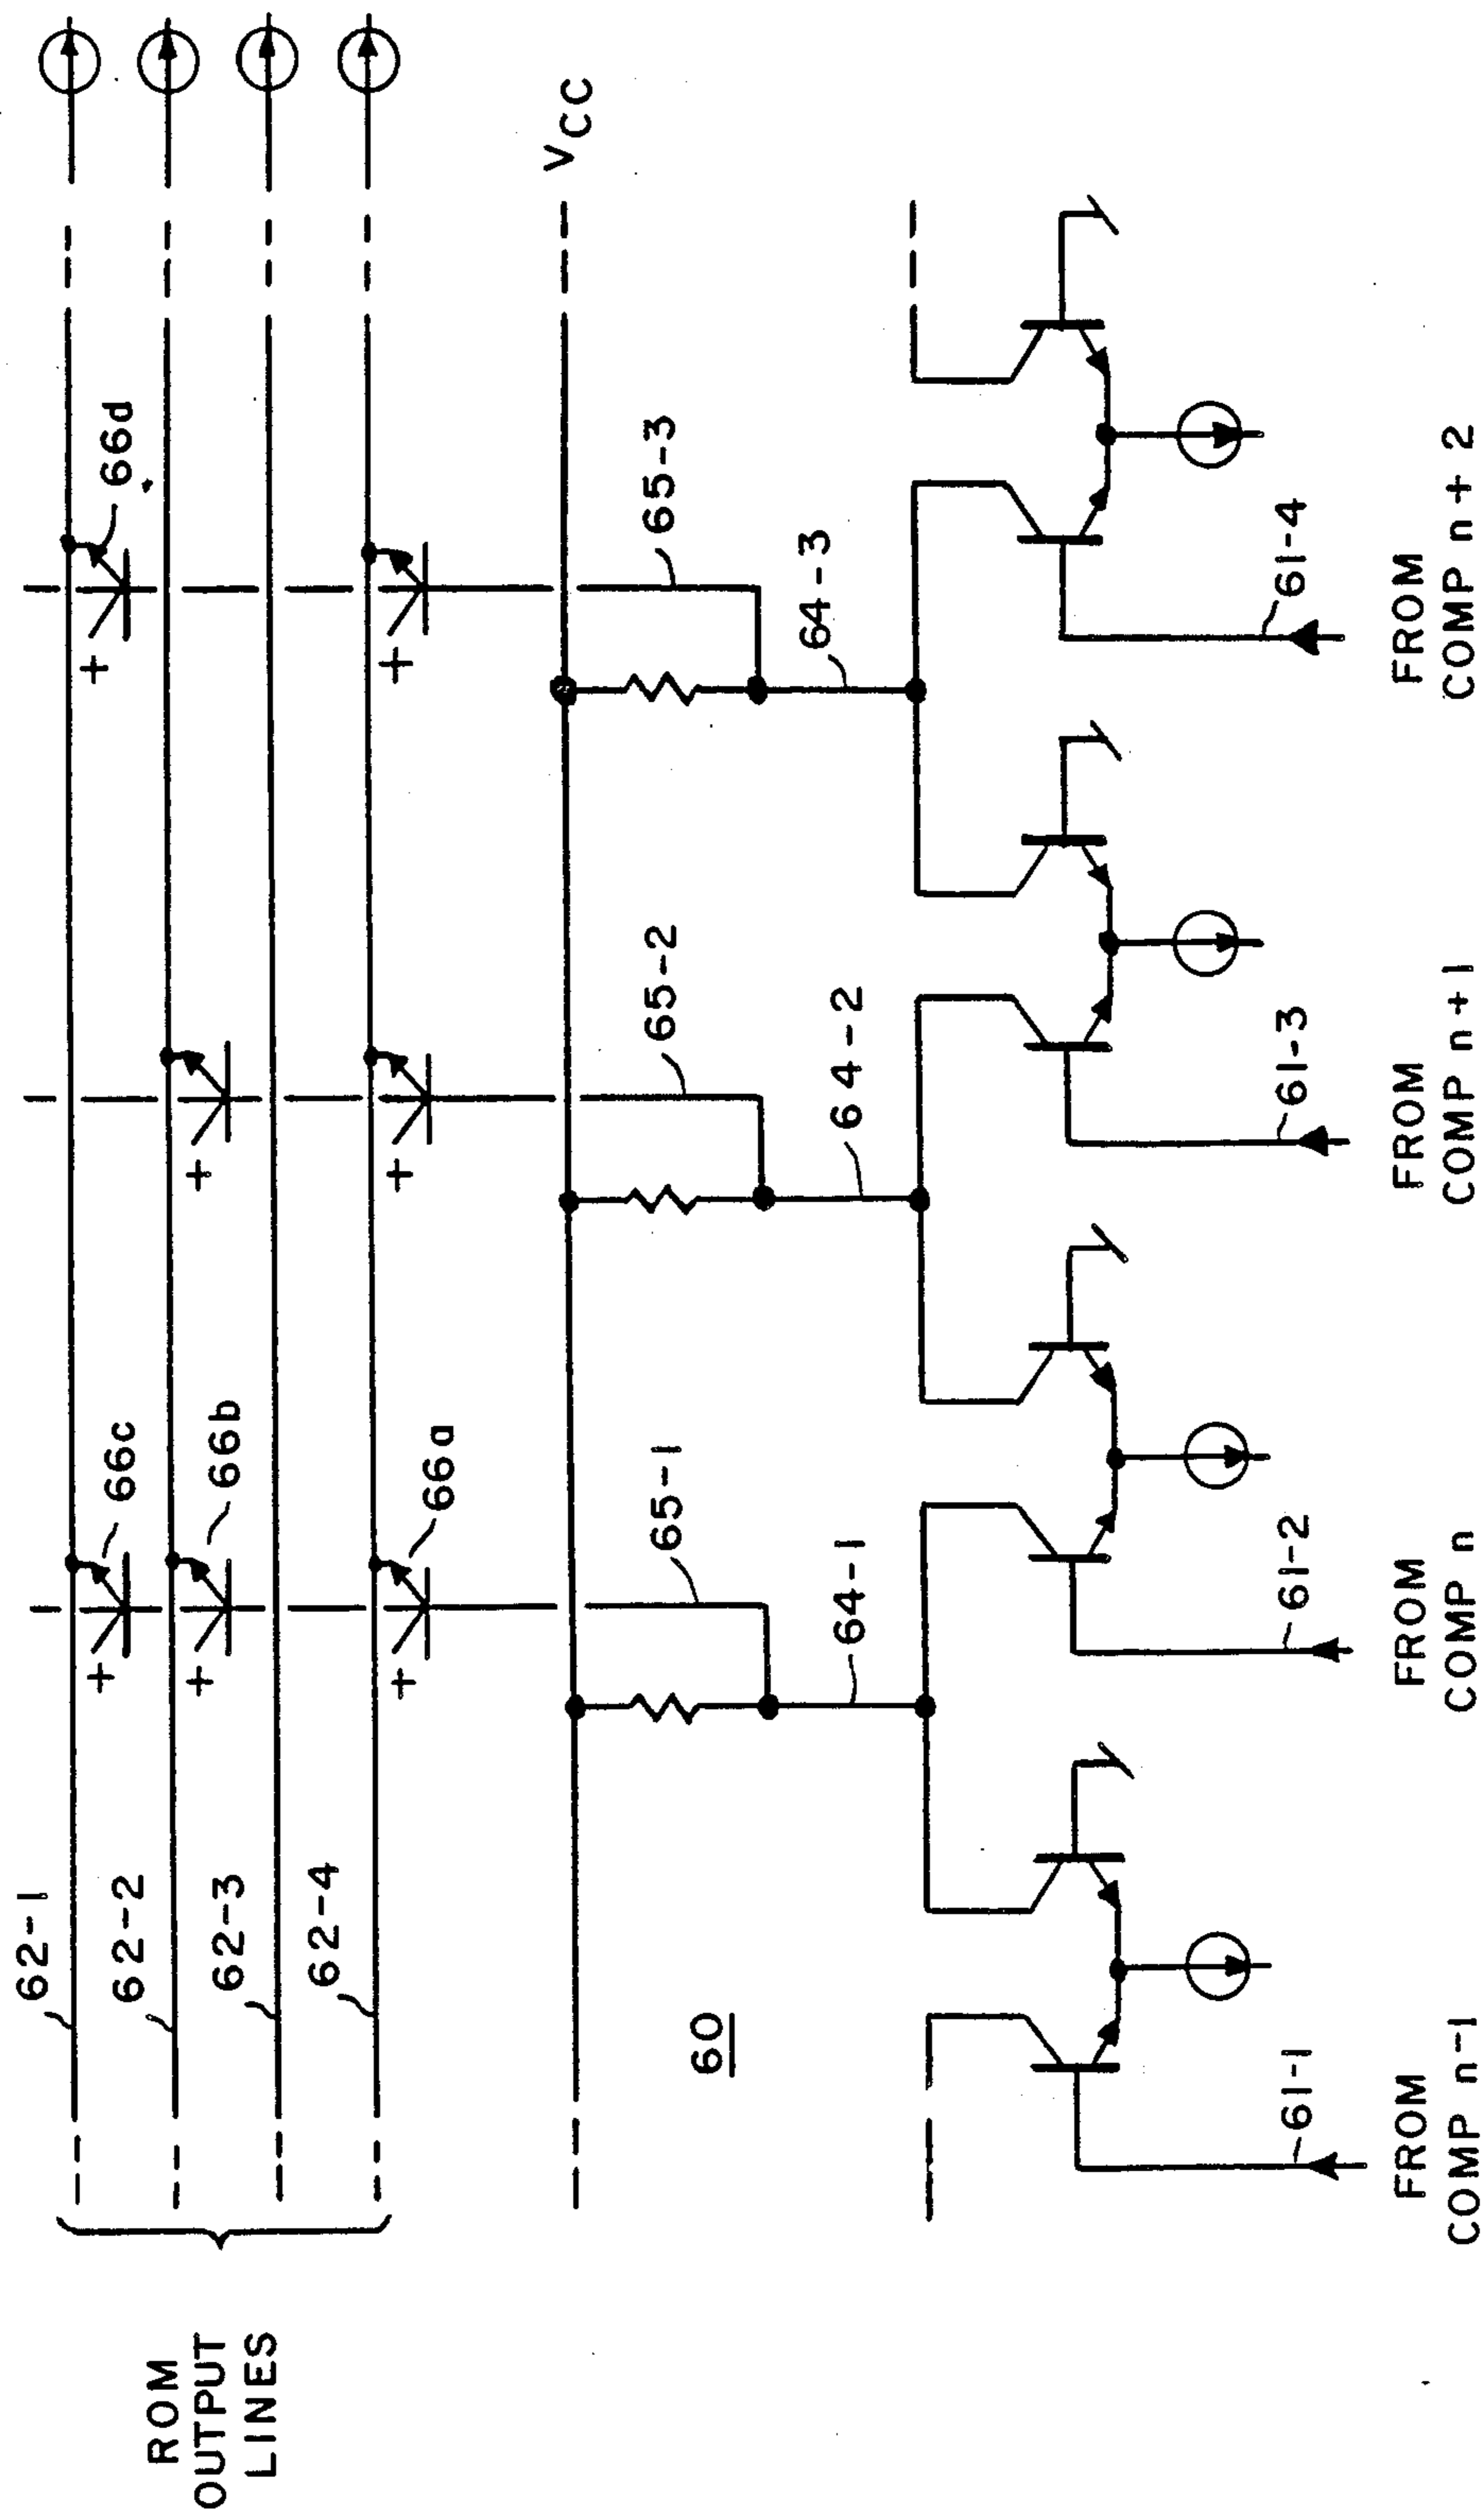 ROM
OUTPUT
LINES
62-1
62-2
62-3
62-4
66c
66b
66a
66d
+
+
+
+
+
+
+
VCC
65-1
65-2
65-3
64-1
64-2
64-3
60
61-1
61-2
61-3
61-4
FROM
COMP n-1
FROM
COMP n
FROM
COMP n+1
FROM
COMP n+2